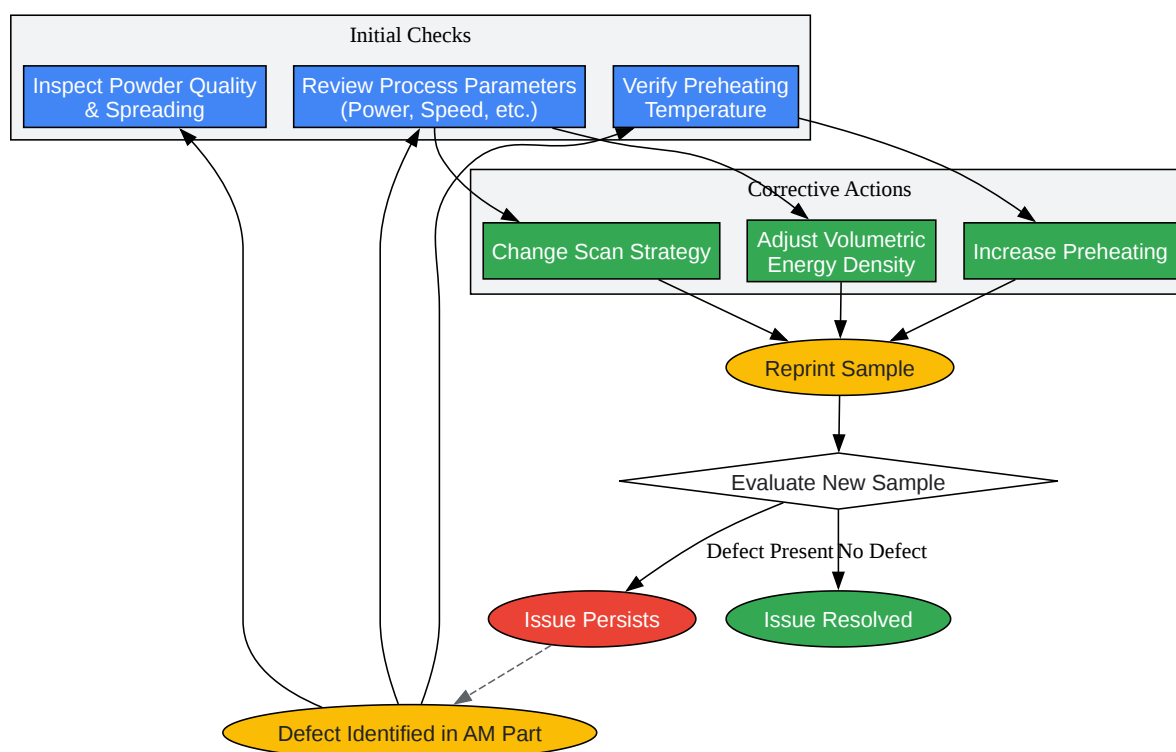 Initial Checks
Inspect Powder Quality
& Spreading
Review Process Parameters
(Power, Speed, etc.)
Verify Preheating
Temperature
Corrective Actions
Change Scan Strategy
Adjust Volumetric
Energy Density
Increase Preheating
Reprint Sample
Evaluate New Sample
Defect Present
No Defect
Issue Persists
Issue Resolved
Defect Identified in AM Part